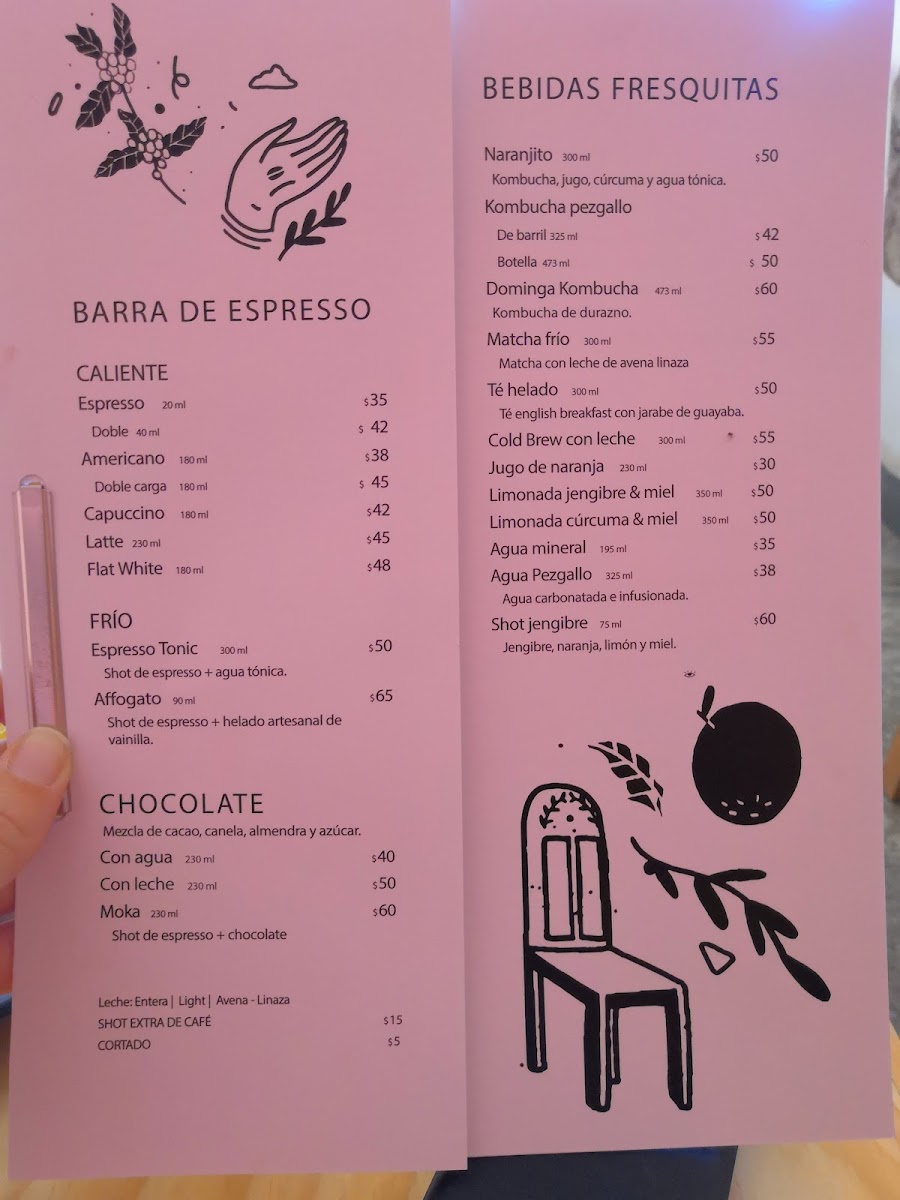 BARRA DE ESPRESSO
CALIENTE
Espresso 20 ml $35
Doble 40 ml $ 42
Americano 180 ml $38
Doble carga 180 ml $ 45
Capuccino 180 ml $42
Latte 230 ml $45
Flat White 180 ml $48
FRÍO
Espresso Tonic 300 ml $50
Shot de espresso + agua tónica.
Affogato 90 ml $65
Shot de espresso + helado artesanal de
vainilla.
CHOCOLATE
Mezcla de cacao, canela, almendra y azúcar.
Con agua 230 ml $40
Con leche 230 ml $50
Moka 230 ml $60
Shot de espresso + chocolate
Leche: Entera | Light | Avena - Linaza
SHOT EXTRA DE CAFÉ $15
CORTADO $5
BEBIDAS FRESQUITAS
Naranjito 300 ml $50
Kombucha, jugo, cúrcuma y agua tónica.
Kombucha pezgallo
De barril 325 ml $ 42
Botella 473 ml $ 50
Dominga Kombucha 473 ml $60
Kombucha de durazno.
Matcha frío 300 ml $55
Matcha con leche de avena linaza
Té helado 300 ml $50
Té english breakfast con jarabe de guayaba.
Cold Brew con leche 300 ml $55
Jugo de naranja 230 ml $30
Limonada jengibre & miel 350 ml $50
Limonada cúrcuma & miel 350 ml $50
Agua mineral 195 ml $35
Agua Pezgallo 325 ml $38
Agua carbonatada e infusionada.
Shot jengibre 75 ml $60
Jengibre, naranja, limón y miel.